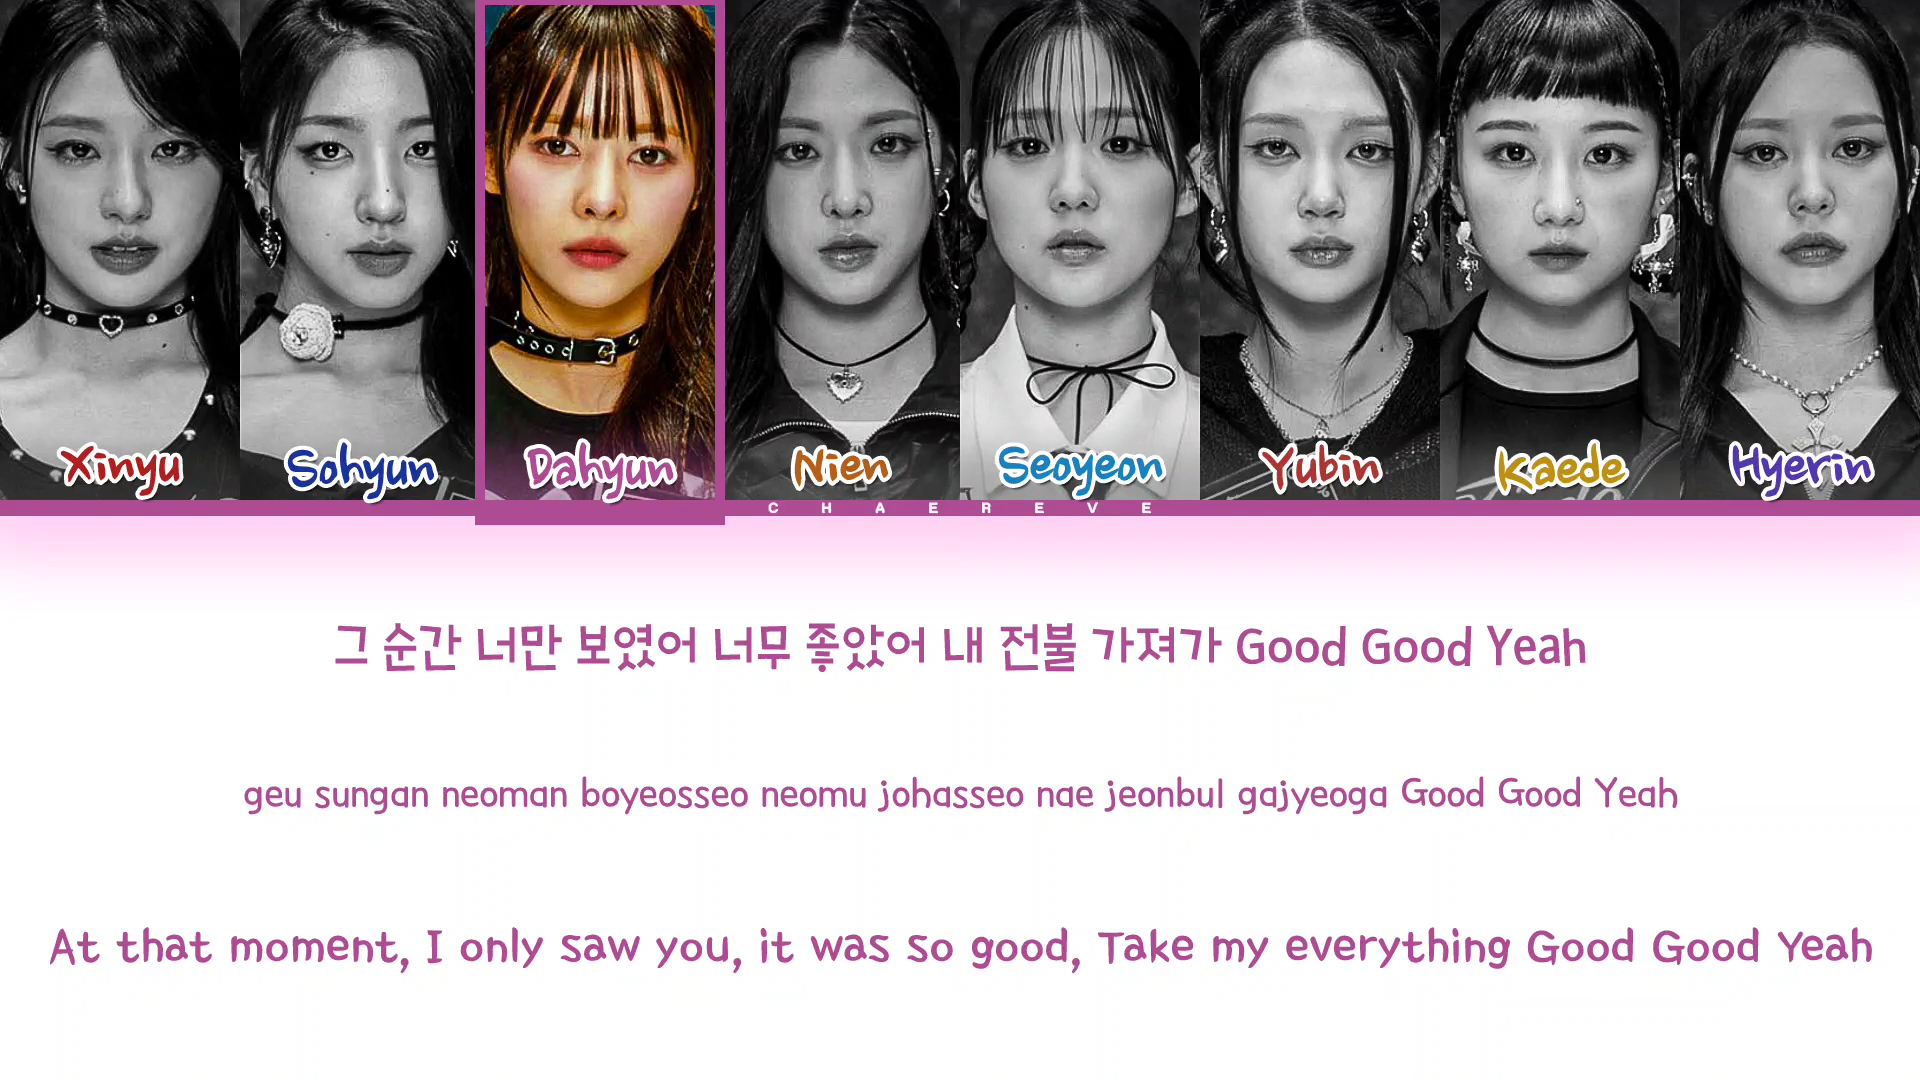 Xinyu Sohyun Dahyun Nien Seoyeon Yubin Kaede Hyerin
CHAEREVE
그 순간 너만 보였어 너무 좋았어 내 전불 가져가 Good Good Yeah
geu sungan neoman boyeosseo neomu johasseo nae jeonbul gajyeoga Good Good Yeah
At that moment, I only saw you, it was so good, Take my everything Good Good Yeah